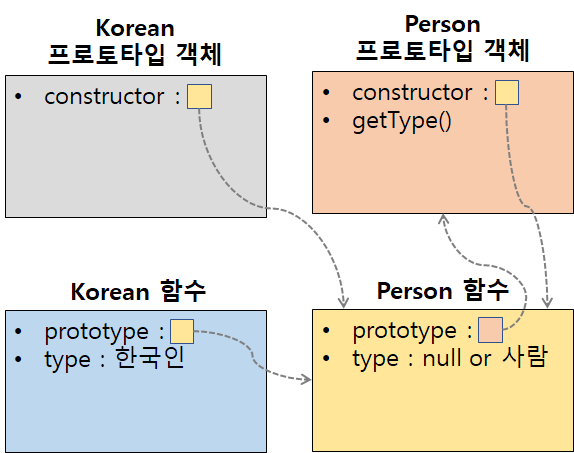 Korean
프로토타입 객체
• constructor :
Person
프로토타입 객체
• constructor :
• getType()
Korean 함수
• prototype :
• type : 한국인
Person 함수
• prototype :
• type : null or 사람